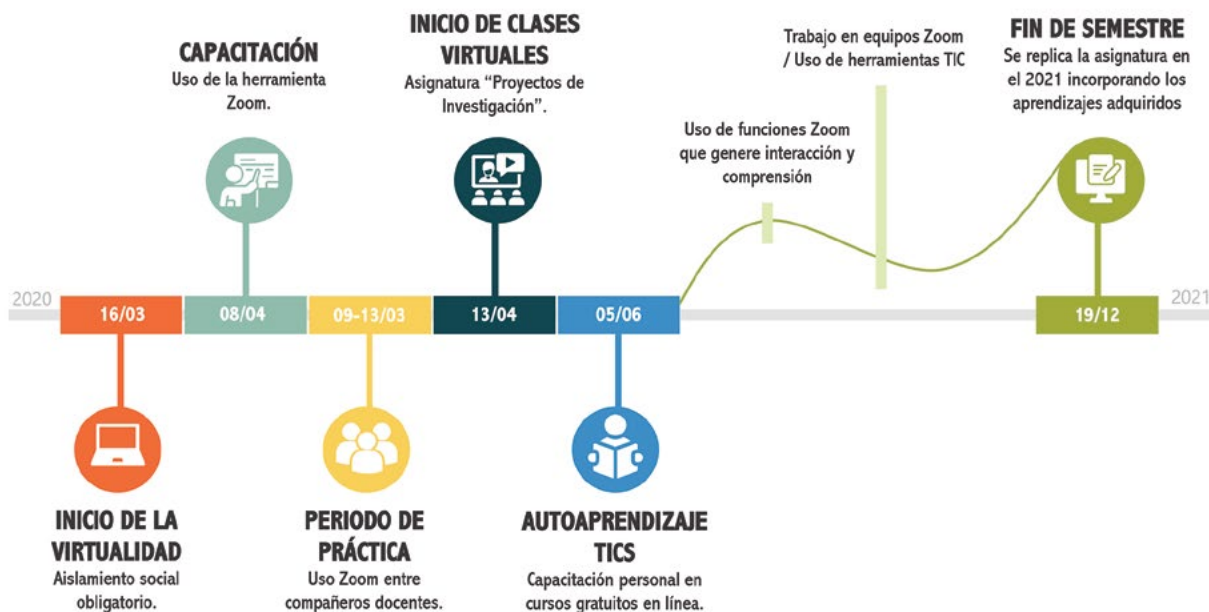 CAPACITACIÓN
Uso de la herramienta
Zoom.
INICIO DE CLASES
VIRTUALES
Asignatura “Proyectos de
Investigación”.
Uso de funciones Zoom
que genere interacción y
comprensión
Trabajo en equipos Zoom
/ Uso de herramientas TIC
FIN DE SEMESTRE
Se replica la asignatura en
el 2021 incorporando los
aprendizajes adquiridos
2020
16/03
08/04
09-13/03
13/04
05/06
19/12
2021
INICIO DE LA
VIRTUALIDAD
Aislamiento social
obligatorio.
PERIODO DE
PRÁCTICA
Uso Zoom entre
compañeros docentes.
AUTOAPRENDIZAJE
TICS
Capacitación personal en
cursos gratuitos en línea.